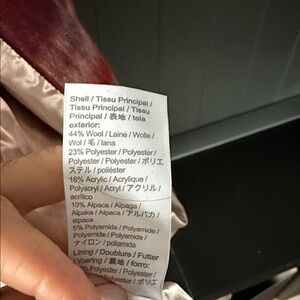 Shell / Tissu Principal /
Tissu Principal / Tissu
Principal / 表地 / tela
exterior:
44% Wool / Laine / Wolle /
Wol / 毛 / lana
23% Polyester / Polyester /
Polyester / Polyester / ポリエ
ステル / poliéster
18% Acrylic / Acrylique /
Polyacryl / Acryl / アクリル /
acrílico
10% Alpaca / Alpaga /
Alpaka / Alpaca / アルパカ /
alpaca
5% Polyamide / Polyamide /
Polyamide / Polyamide /
ナイロン / poliamida
Lining / Doublure / Futter
/ Voering / 裏地 / forro:
Polyester / Polyester /
Polyester / ポリエ